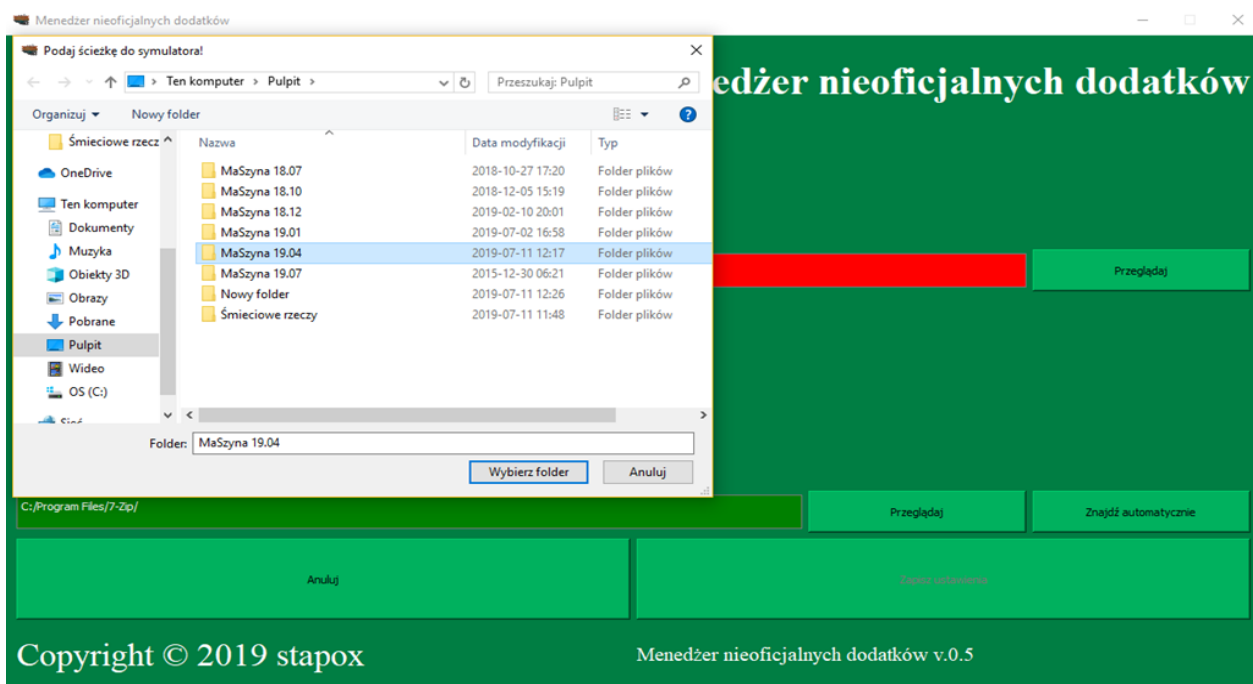 Menedżer nieoficjalnych dodatków
Podaj ścieżkę do symulatora!
edżer nieoficjalnych dodatków
Ten komputer > Pulpit >
Przeszukaj: Pulpit
Organizuj
Nowy folder
Śmieciowe rzecz
OneDrive
Ten komputer
Dokumenty
Muzyka
Obiekty 3D
Obrazy
Pobrane
Pulpit
Wideo
OS (C:)
Sieć
Nazwa Data modyfikacji Typ
MaSzyna 18.07 2018-10-27 17:20 Folder plików
MaSzyna 18.10 2018-12-05 15:19 Folder plików
MaSzyna 18.12 2019-02-10 20:01 Folder plików
MaSzyna 19.01 2019-07-02 16:58 Folder plików
MaSzyna 19.04 2019-07-11 12:17 Folder plików
MaSzyna 19.07 2015-12-30 06:21 Folder plików
Nowy folder 2019-07-11 12:26 Folder plików
Śmieciowe rzeczy 2019-07-11 11:48 Folder plików
Przeglądaj
Folder: MaSzyna 19.04
Wybierz folder Anuluj
C:/Program Files/7-Zip/
Przeglądaj
Znajdź automatycznie
Anuluj
Zapisz ustawienia
Copyright © 2019 stapox
Menedżer nieoficjalnych dodatków v.0.5